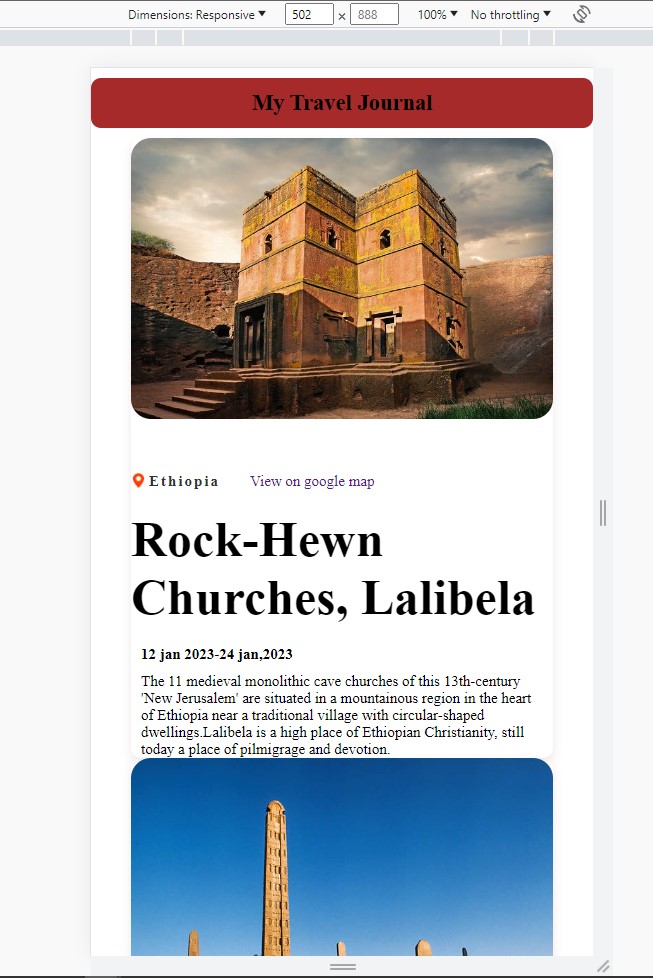 Dimensions: Responsive 502 x 888 100% No throttling
My Travel Journal
Ethiopia View on google map
Rock-Hewn
Churches, Lalibela
12 jan 2023-24 jan,2023
The 11 medieval monolithic cave churches of this 13th-century
'New Jerusalem' are situated in a mountainous region in the heart
of Ethiopia near a traditional village with circular-shaped
dwellings.Lalibela is a high place of Ethiopian Christianity, still
today a place of pilmigrage and devotion.